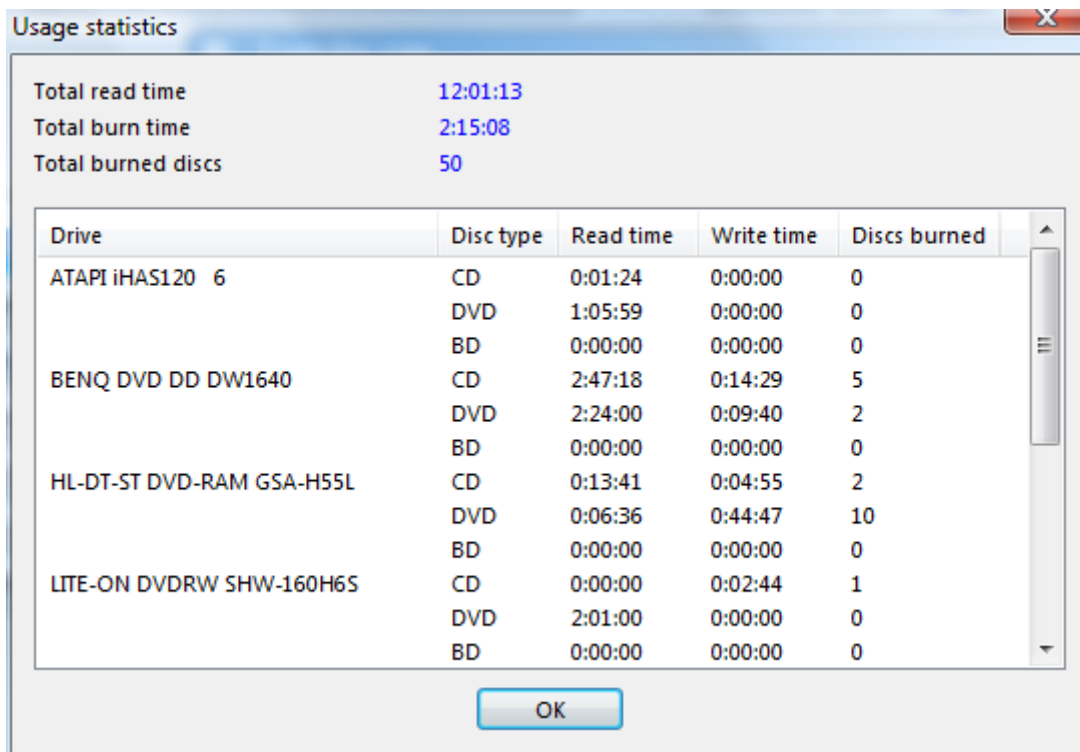 Usage statistics
Total read time 12:01:13
Total burn time 2:15:08
Total burned discs 50
Drive Disc type Read time Write time Discs burned
ATAPI iHAS120 6 CD 0:01:24 0:00:00 0
DVD 1:05:59 0:00:00 0
BD 0:00:00 0:00:00 0
BENQ DVD DD DW1640 CD 2:47:18 0:14:29 5
DVD 2:24:00 0:09:40 2
BD 0:00:00 0:00:00 0
HL-DT-ST DVD-RAM GSA-H55L CD 0:13:41 0:04:55 2
DVD 0:06:36 0:44:47 10
BD 0:00:00 0:00:00 0
LITE-ON DVDRW SHW-160H6S CD 0:00:00 0:02:44 1
DVD 2:01:00 0:00:00 0
BD 0:00:00 0:00:00 0
OK